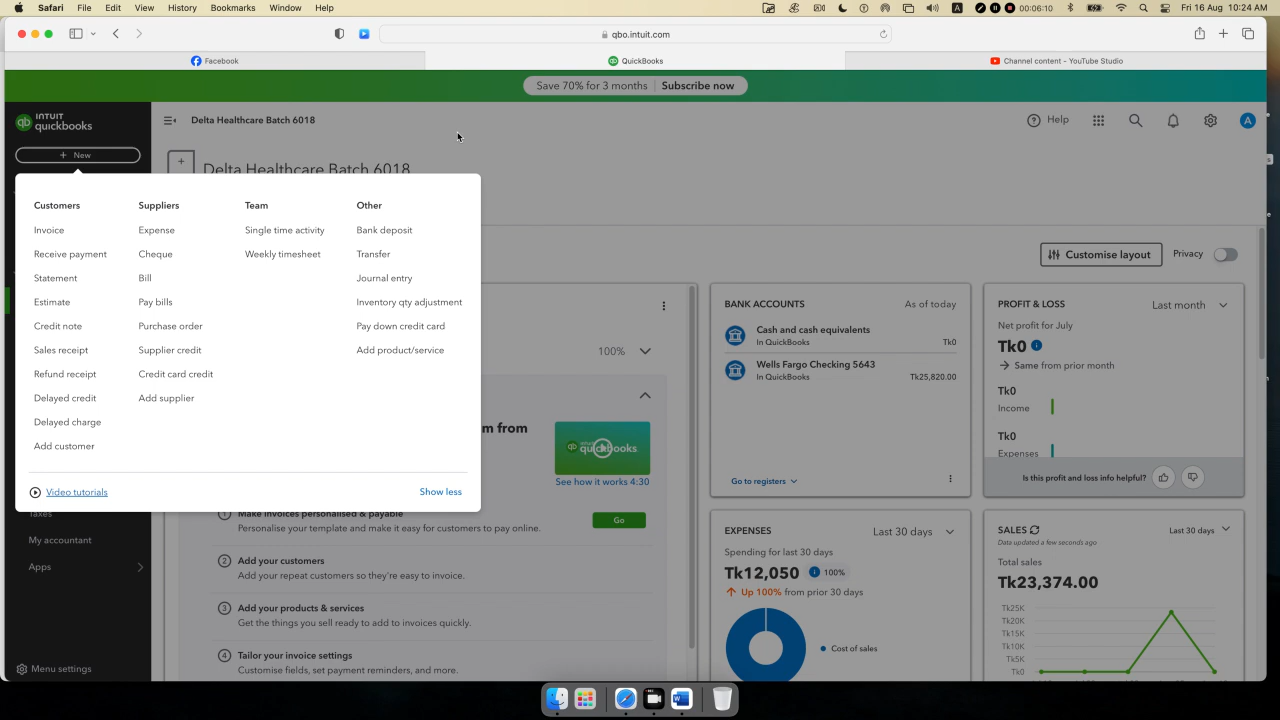 Safari File Edit View History Bookmarks Window Help
A
00:06:10
Fri 16 Aug 10:24 AM
qbo.intuit.com
Facebook
QuickBooks
Channel content - YouTube Studio
Save 70% for 3 months Subscribe now
INTUIT
quickbooks
Delta Healthcare Batch 6018
Help
A
+ New
+
Delta Healthcare Batch 6018
Customers
Invoice
Receive payment
Statement
Estimate
Credit note
Sales receipt
Refund receipt
Delayed credit
Delayed charge
Add customer
Suppliers
Expense
Cheque
Bill
Pay bills
Purchase order
Supplier credit
Credit card credit
Add supplier
Team
Single time activity
Weekly timesheet
Other
Bank deposit
Transfer
Journal entry
Inventory qty adjustment
Pay down credit card
Add product/service
Video tutorials
Show less
Taxes
My accountant
Apps
Menu settings
Customise layout
Privacy
100%
m from
qb quickbooks
See how it works 4:30
1 Make invoices personalised & payable
Personalise your template and make it easy for customers to pay online.
Go
2 Add your customers
Add your repeat customers so they're easy to invoice.
3 Add your products & services
Get the things you sell ready to add to invoices quickly.
4 Tailor your invoice settings
Customise fields, set payment reminders, and more.
BANK ACCOUNTS
As of today
Cash and cash equivalents
In QuickBooks
Tk0
Wells Fargo Checking 5643
In QuickBooks
Tk25,820.00
Go to registers
PROFIT & LOSS
Last month
Net profit for July
Tk0
Same from prior month
Tk0
Income
Tk0
Expenses
Is this profit and loss info helpful?
EXPENSES
Last 30 days
Spending for last 30 days
Tk12,050
100%
Up 100% from prior 30 days
Cost of sales
SALES
Last 30 days
Data updated a few seconds ago
Total sales
Tk23,374.00
Tk25K
Tk20K
Tk15K
Tk10K
Tk5K
Tk0